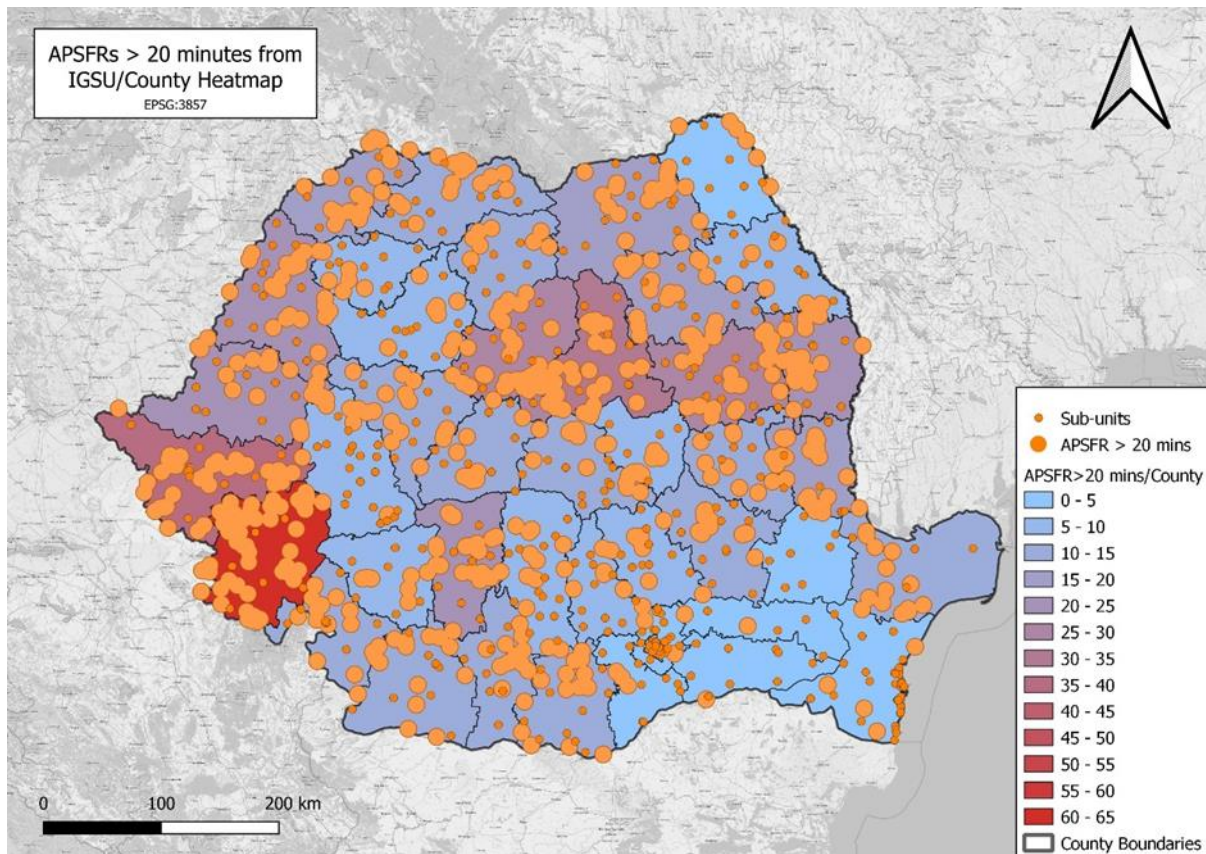 APSFRs > 20 minutes from
IGSU/County Heatmap
EPSG:3857
Sub-units
APSFR > 20 mins
APSFR>20 mins/County
0 - 5
5 - 10
10 - 15
15 - 20
20 - 25
25 - 30
30 - 35
35 - 40
40 - 45
45 - 50
50 - 55
55 - 60
60 - 65
County Boundaries
0 100 200 km